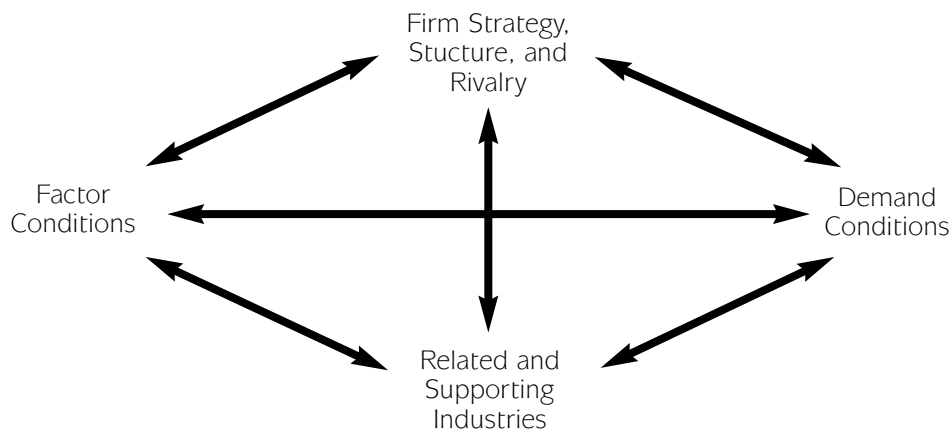 Firm Strategy,
Stucture, and
Rivalry
Factor
Conditions
Demand
Conditions
Related and
Supporting
Industries